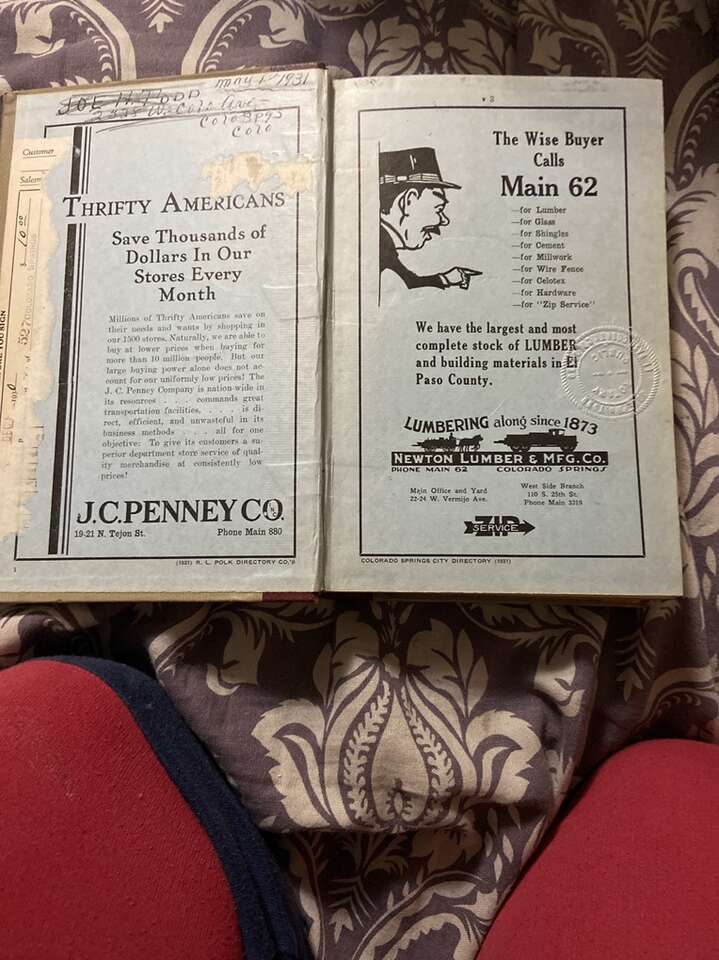 May 1-1931
JOE H. TODD
Colo Ave
Colo Spgs
Colo
Customer
THRIFTY AMERICANS
Save Thousands of
Dollars In Our
Stores Every
Month
Millions of Thrifty Americans save on
their needs and wants by shopping in
our 1500 stores. Naturally, we are able to
buy at lower prices when buying for
more than 10 million people. But our
large buying power alone does not ac-
count for our uniformly low prices! The
J. C. Penney Company is nation-wide in
its resources . . . commands great
transportation facilities, . . . . is di-
rect, efficient, and unwasteful in its
business methods . . . all for one
objective: To give its customers a su-
perior department store service of qual-
ity merchandise at consistently low
prices!
J.C.PENNEY CO.
19-21 N. Tejon St. Phone Main 880
(1931) R. L. POLK DIRECTORY CO.'S
1
The Wise Buyer
Calls
Main 62
—for Lumber
—for Glass
—for Shingles
—for Cement
—for Millwork
—for Wire Fence
—for Celotex
—for Hardware
—for "Zip Service"
We have the largest and most
complete stock of LUMBER
and building materials in El
Paso County.
LUMBERING along since 1873
NEWTON LUMBER & MFG. CO.
PHONE MAIN 62 COLORADO SPRINGS
Main Office and Yard
22-24 W. Vermijo Ave.
West Side Branch
110 S. 25th St.
Phone Main 3319
ZIP
SERVICE
COLORADO SPRINGS CITY DIRECTORY (1931)